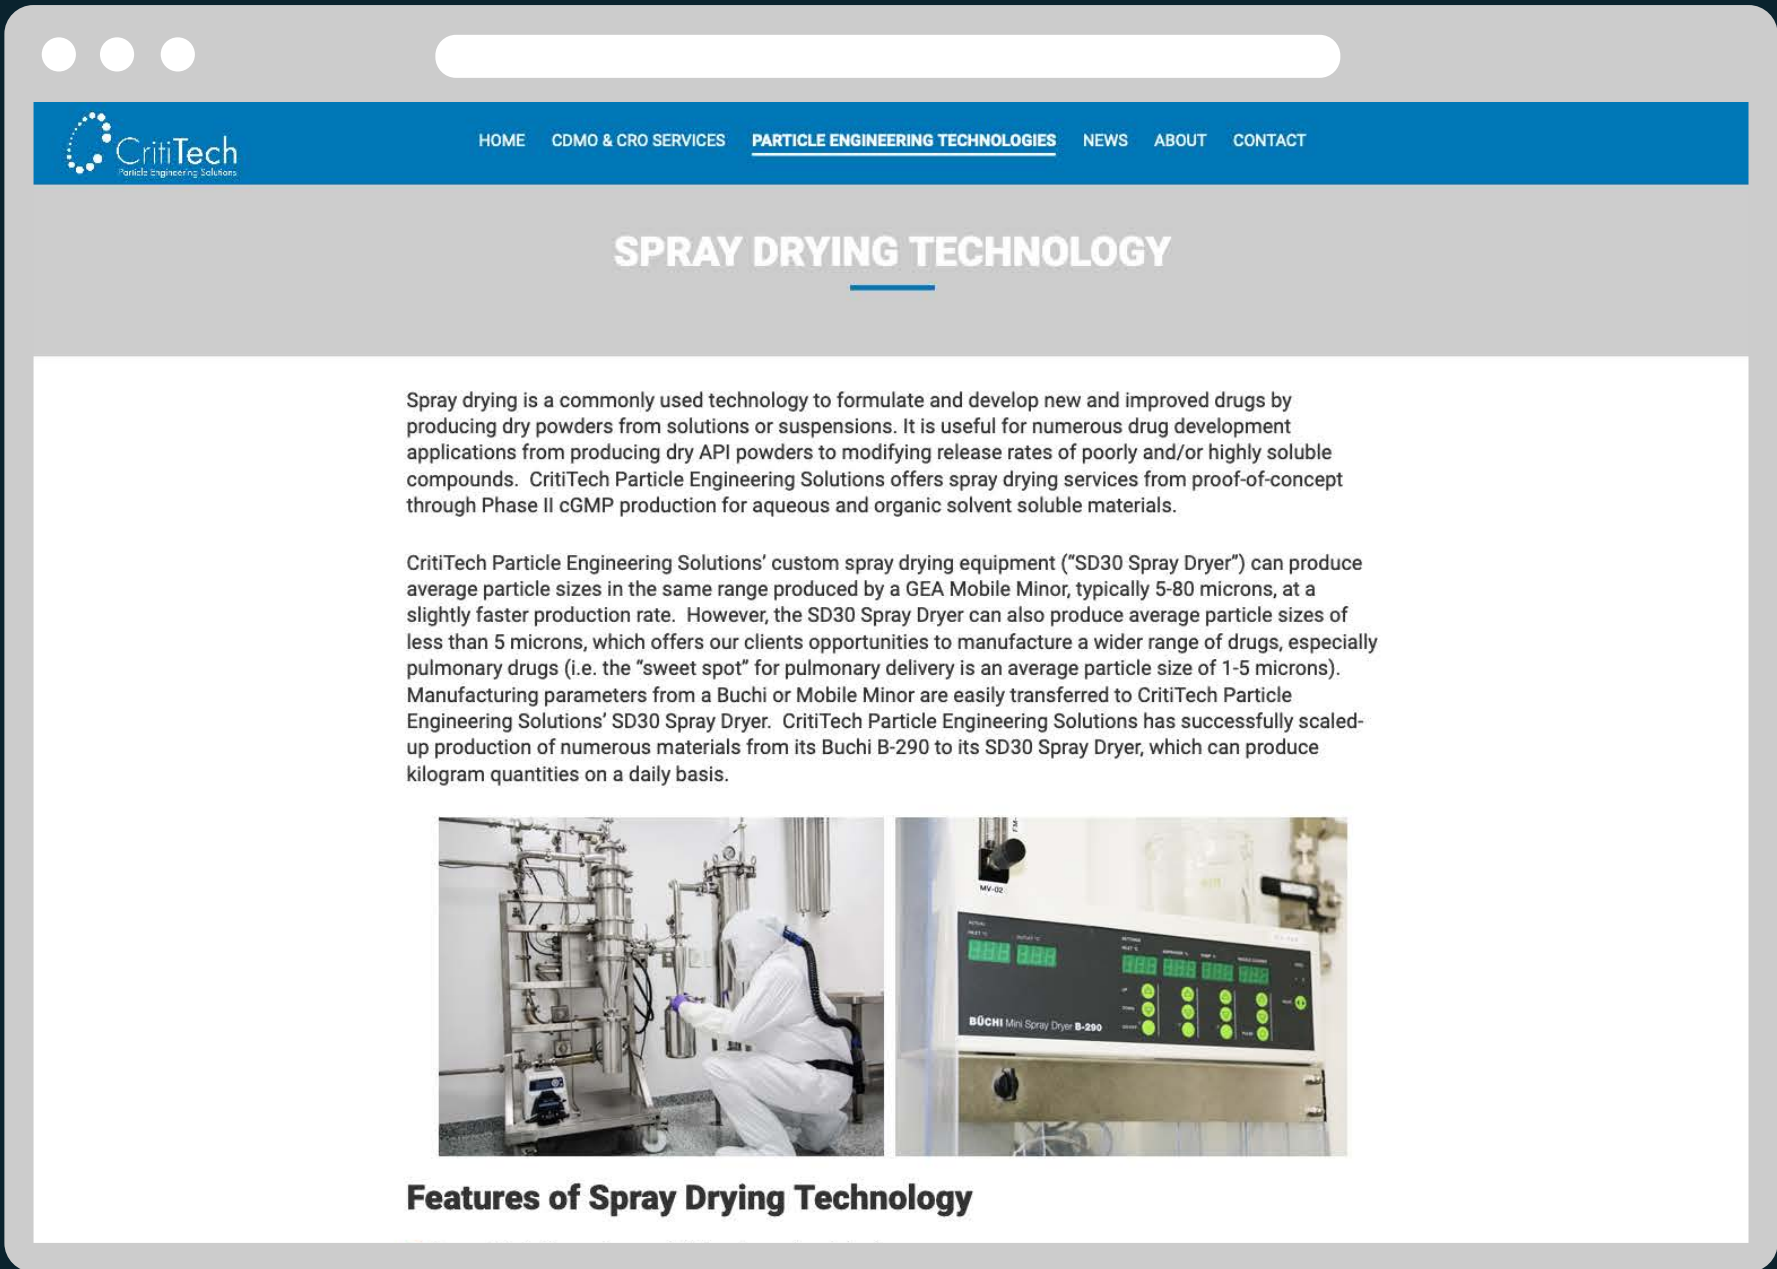 CritiTech
Particle Engineering Solutions
HOME CDMO & CRO SERVICES PARTICLE ENGINEERING TECHNOLOGIES NEWS ABOUT CONTACT
SPRAY DRYING TECHNOLOGY
Spray drying is a commonly used technology to formulate and develop new and improved drugs by
producing dry powders from solutions or suspensions. It is useful for numerous drug development
applications from producing dry API powders to modifying release rates of poorly and/or highly soluble
compounds.  CritiTech Particle Engineering Solutions offers spray drying services from proof-of-concept
through Phase II cGMP production for aqueous and organic solvent soluble materials.
CritiTech Particle Engineering Solutions’ custom spray drying equipment (“SD30 Spray Dryer”) can produce
average particle sizes in the same range produced by a GEA Mobile Minor, typically 5-80 microns, at a
slightly faster production rate.  However, the SD30 Spray Dryer can also produce average particle sizes of
less than 5 microns, which offers our clients opportunities to manufacture a wider range of drugs, especially
pulmonary drugs (i.e. the “sweet spot” for pulmonary delivery is an average particle size of 1-5 microns).
Manufacturing parameters from a Buchi or Mobile Minor are easily transferred to CritiTech Particle
Engineering Solutions’ SD30 Spray Dryer.  CritiTech Particle Engineering Solutions has successfully scaled-
up production of numerous materials from its Buchi B-290 to its SD30 Spray Dryer, which can produce
kilogram quantities on a daily basis.
MV-02
BÜCHI Mini Spray Dryer B-290
Features of Spray Drying Technology